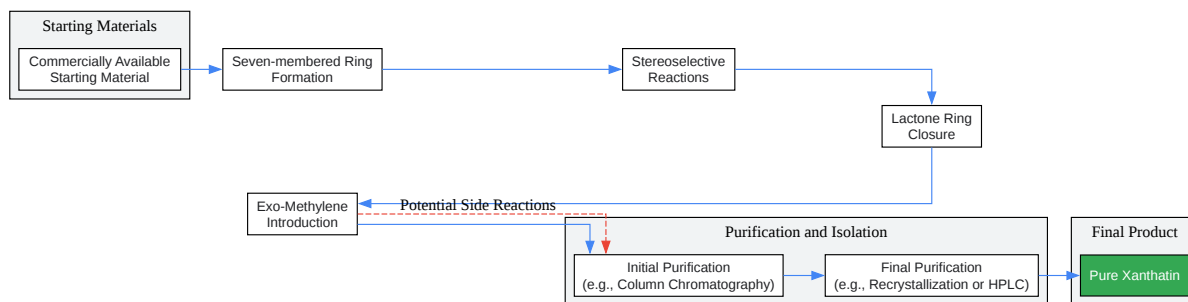 Starting Materials
Commercially Available
Starting Material
Seven-membered Ring
Formation
Stereoselective
Reactions
Lactone Ring
Closure
Exo-Methylene
Introduction
Potential Side Reactions
Purification and Isolation
Initial Purification
(e.g., Column Chromatography)
Final Purification
(e.g., Recrystallization or HPLC)
Final Product
Pure Xanthatin